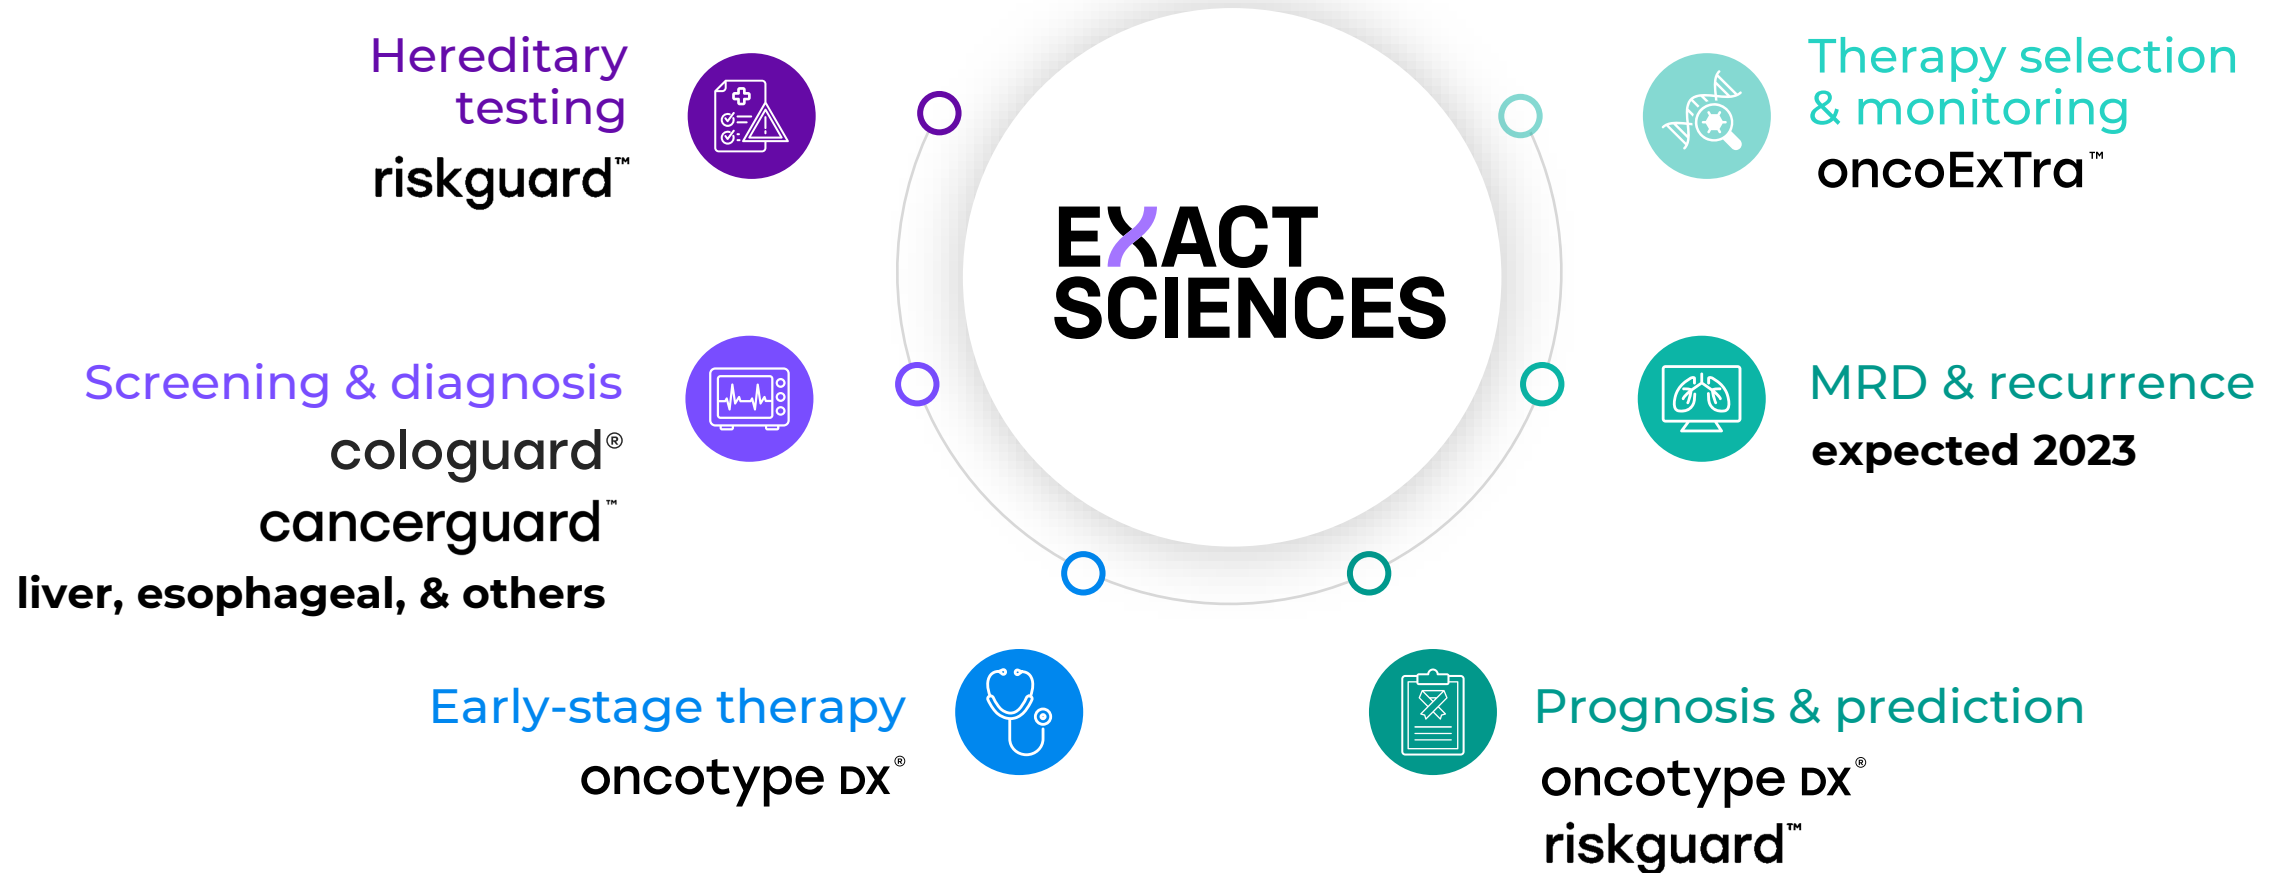 Hereditary
testing
riskguard™
Screening & diagnosis
cologuard®
cancerguard™
liver, esophageal, & others
Early-stage therapy
oncotype DX®
EXACT
SCIENCES
Therapy selection
& monitoring
oncoExTra™
MRD & recurrence
expected 2023
Prognosis & prediction
oncotype DX®
riskguard™